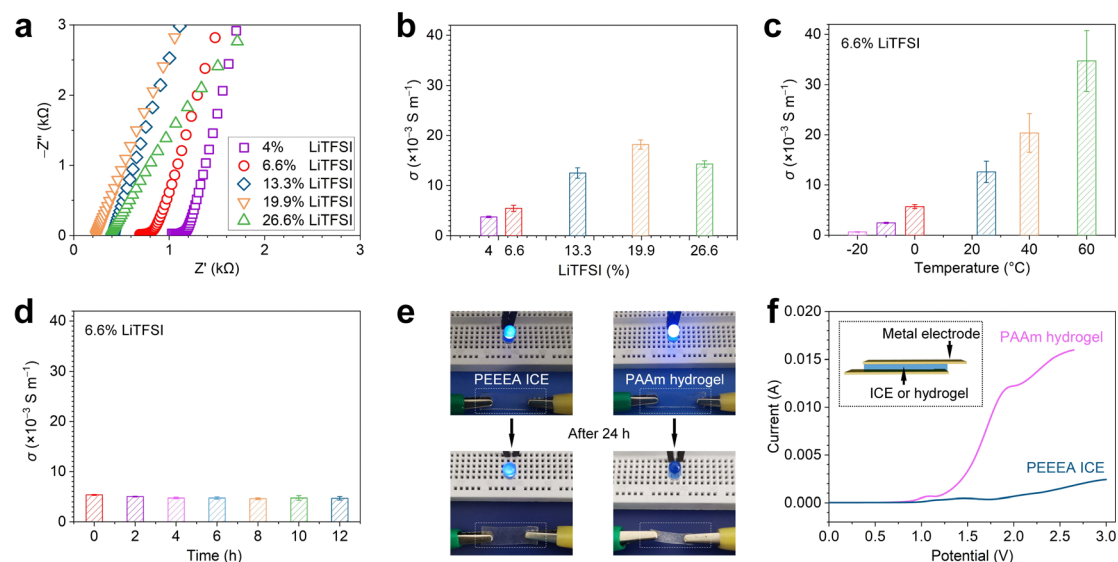 a
3
2
1
0
−Z'' (kΩ)
0
1
2
3
Z' (kΩ)
4% LiTFSI
6.6% LiTFSI
13.3% LiTFSI
19.9% LiTFSI
26.6% LiTFSI
b
40
30
20
10
0
σ (×10⁻³ S m⁻¹)
4
6.6
13.3
19.9
26.6
LiTFSI (%)
c
6.6% LiTFSI
40
30
20
10
0
σ (×10⁻³ S m⁻¹)
-20
0
20
40
60
Temperature (°C)
d
6.6% LiTFSI
40
30
20
10
0
σ (×10⁻³ S m⁻¹)
0
2
4
6
8
10
12
Time (h)
e
PEEEA ICE
PAAm hydrogel
After 24 h
f
0.020
0.015
0.010
0.005
0.000
Current (A)
Metal electrode
ICE or hydrogel
PAAm hydrogel
PEEEA ICE
0.0
0.5
1.0
1.5
2.0
2.5
3.0
Potential (V)